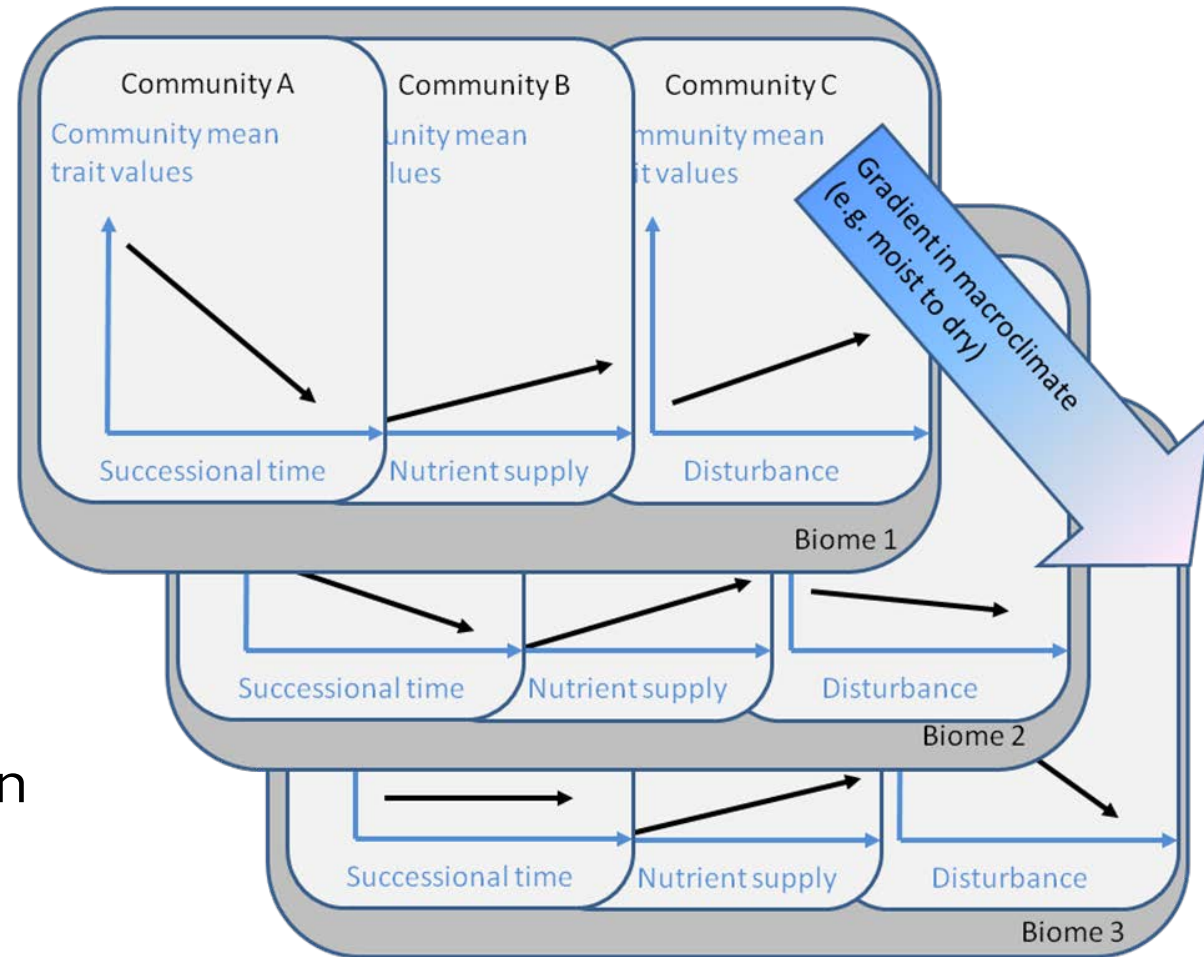 Community A
Community mean
trait values
Successional time
Community B
unity mean
lues
Nutrient supply
Community C
mmunity mean
it values
Disturbance
Biome 1
Gradient in macroclimate
(e.g. moist to dry)
Successional time
Nutrient supply
Disturbance
Biome 2
n
Successional time
Nutrient supply
Disturbance
Biome 3